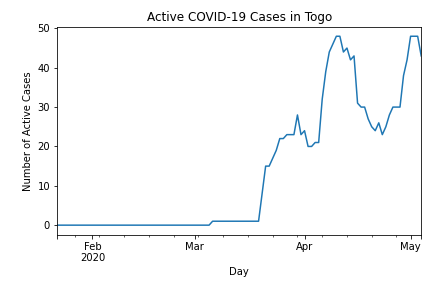 Active COVID-19 Cases in Togo
50
40
30
20
10
0
Number of Active Cases
Feb
2020
Mar
Apr
May
Day